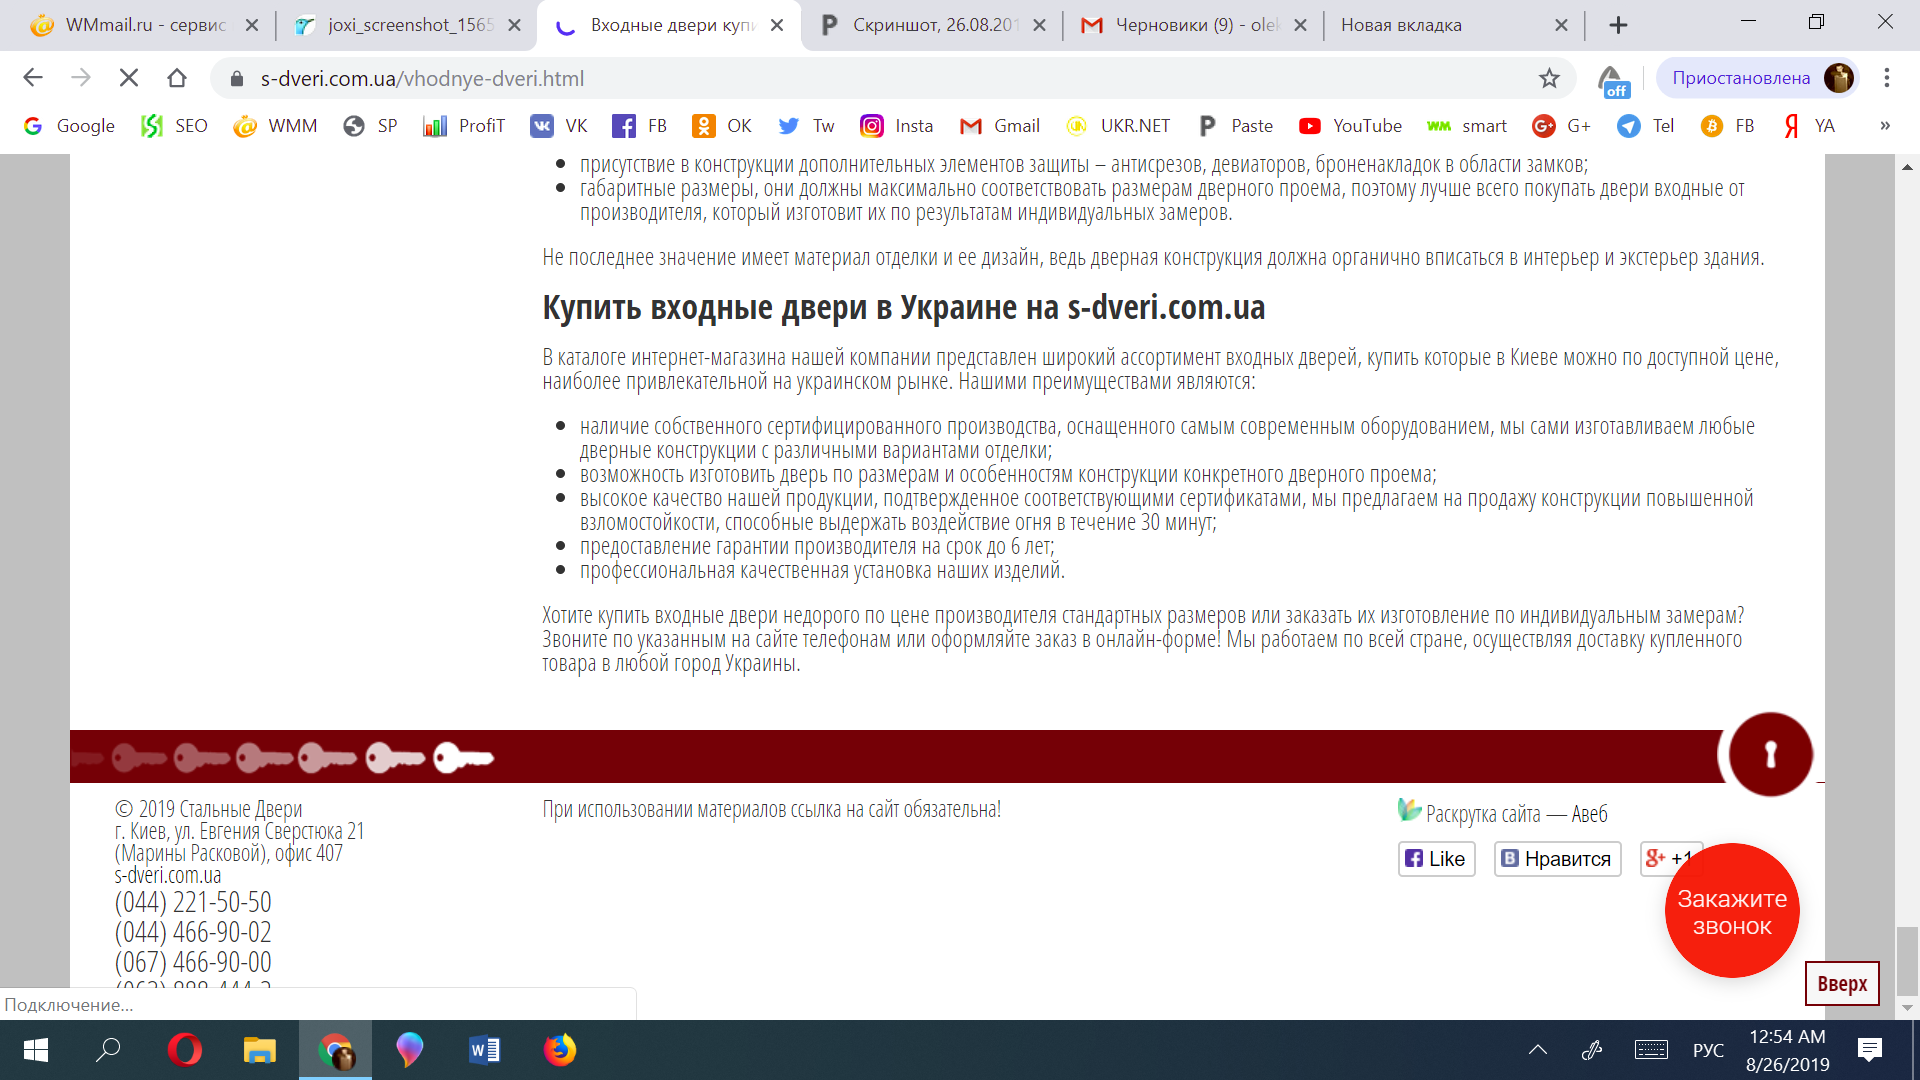 WMmail.ru - сервис
joxi_screenshot_1565
Входные двери купи
Скриншот, 26.08.201
Черновики (9) - olek
Новая вкладка
s-dveri.com.ua/vhodnye-dveri.html
off
Приостановлена
Google
SEO
WMM
SP
ProfiT
VK
FB
OK
Tw
Insta
Gmail
UKR.NET
Paste
YouTube
smart
G+
Tel
FB
YA
»
присутствие в конструкции дополнительных элементов защиты – антисрезов, девиаторов, броненакладок в области замков;
габаритные размеры, они должны максимально соответствовать размерам дверного проема, поэтому лучше всего покупать двери входные от
производителя, который изготовит их по результатам индивидуальных замеров.
Не последнее значение имеет материал отделки и ее дизайн, ведь дверная конструкция должна органично вписаться в интерьер и экстерьер здания.
Купить входные двери в Украине на s-dveri.com.ua
В каталоге интернет-магазина нашей компании представлен широкий ассортимент входных дверей, купить которые в Киеве можно по доступной цене,
наиболее привлекательной на украинском рынке. Нашими преимуществами являются:
наличие собственного сертифицированного производства, оснащенного самым современным оборудованием, мы сами изготавливаем любые
дверные конструкции с различными вариантами отделки;
возможность изготовить дверь по размерам и особенностям конструкции конкретного дверного проема;
высокое качество нашей продукции, подтвержденное соответствующими сертификатами, мы предлагаем на продажу конструкции повышенной
взломостойкости, способные выдержать воздействие огня в течение 30 минут;
предоставление гарантии производителя на срок до 6 лет;
профессиональная качественная установка наших изделий.
Хотите купить входные двери недорого по цене производителя стандартных размеров или заказать их изготовление по индивидуальным замерам?
Звоните по указанным на сайте телефонам или оформляйте заказ в онлайн-форме! Мы работаем по всей стране, осуществляя доставку купленного
товара в любой город Украины.
© 2019 Стальные Двери
г. Киев, ул. Евгения Сверстюка 21
(Марины Расковой), офис 407
s-dveri.com.ua
(044) 221-50-50
(044) 466-90-02
(067) 466-90-00
При использовании материалов ссылка на сайт обязательна!
Раскрутка сайта — Авеб
Like
Нравится
+1
Закажите
звонок
Вверх
Подключение...
РУС
12:54 AM
8/26/2019